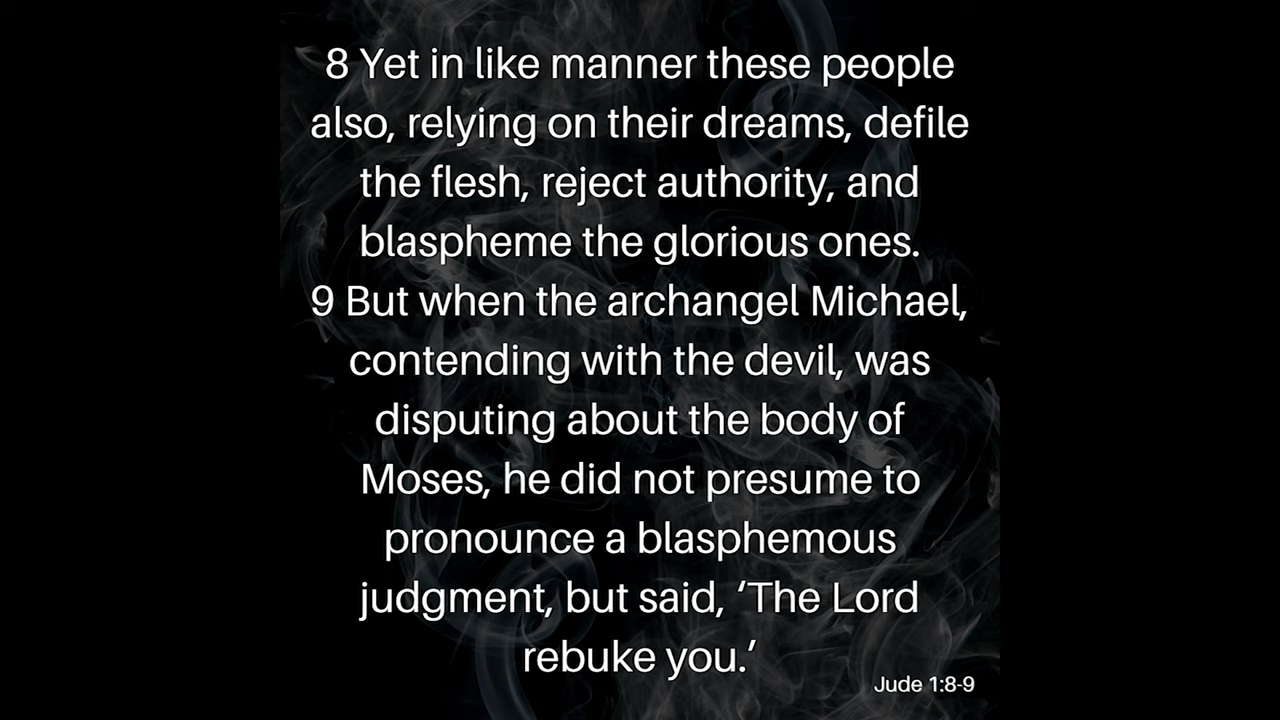 8 Yet in like manner these people
also, relying on their dreams, defile
the flesh, reject authority, and
blaspheme the glorious ones.
9 But when the archangel Michael,
contending with the devil, was
disputing about the body of
Moses, he did not presume to
pronounce a blasphemous
judgment, but said, ‘The Lord
rebuke you.’
Jude 1:8-9